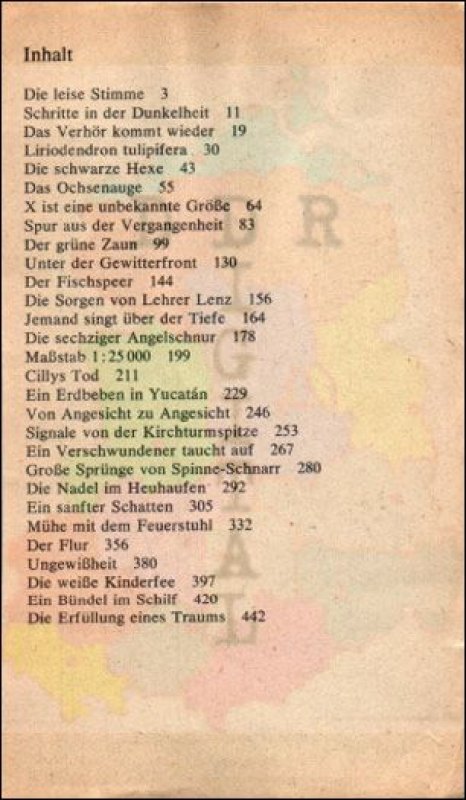 Inhalt
Die leise Stimme 3
Schritte in der Dunkelheit 11
Das Verhör kommt wieder 19
Liriodendron tulipifera 30
Die schwarze Hexe 43
Das Ochsenauge 55
X ist eine unbekannte Größe 64
Spur aus der Vergangenheit 83
Der grüne Zaun 99
Unter der Gewitterfront 130
Der Fischspeer 144
Die Sorgen von Lehrer Lenz 156
Jemand singt über der Tiefe 164
Die sechziger Angelschnur 178
Maßstab 1:25 000 199
Cillys Tod 211
Ein Erdbeben in Yucatán 229
Von Angesicht zu Angesicht 246
Signale von der Kirchturmspitze 253
Ein Verschwundener taucht auf 267
Große Sprünge von Spinne-Schnarr 280
Die Nadel im Heuhaufen 292
Ein sanfter Schatten 305
Mühe mit dem Feuerstuhl 332
Der Flur 356
Ungewißheit 380
Die weiße Kinderfee 397
Ein Bündel im Schilf 420
Die Erfüllung eines Traums 442
DDR
DIGITAL